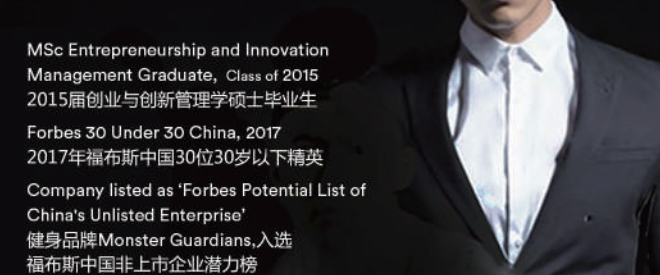 MSc Entrepreneurship and Innovation
Management Graduate, Class of 2015
2015届创业与创新管理学硕士毕业生
Forbes 30 Under 30 China, 2017
2017年福布斯中国30位30岁以下精英
Company listed as ‘Forbes Potential List of
China's Unlisted Enterprise’
健身品牌Monster Guardians,入选
福布斯中国非上市企业潜力榜